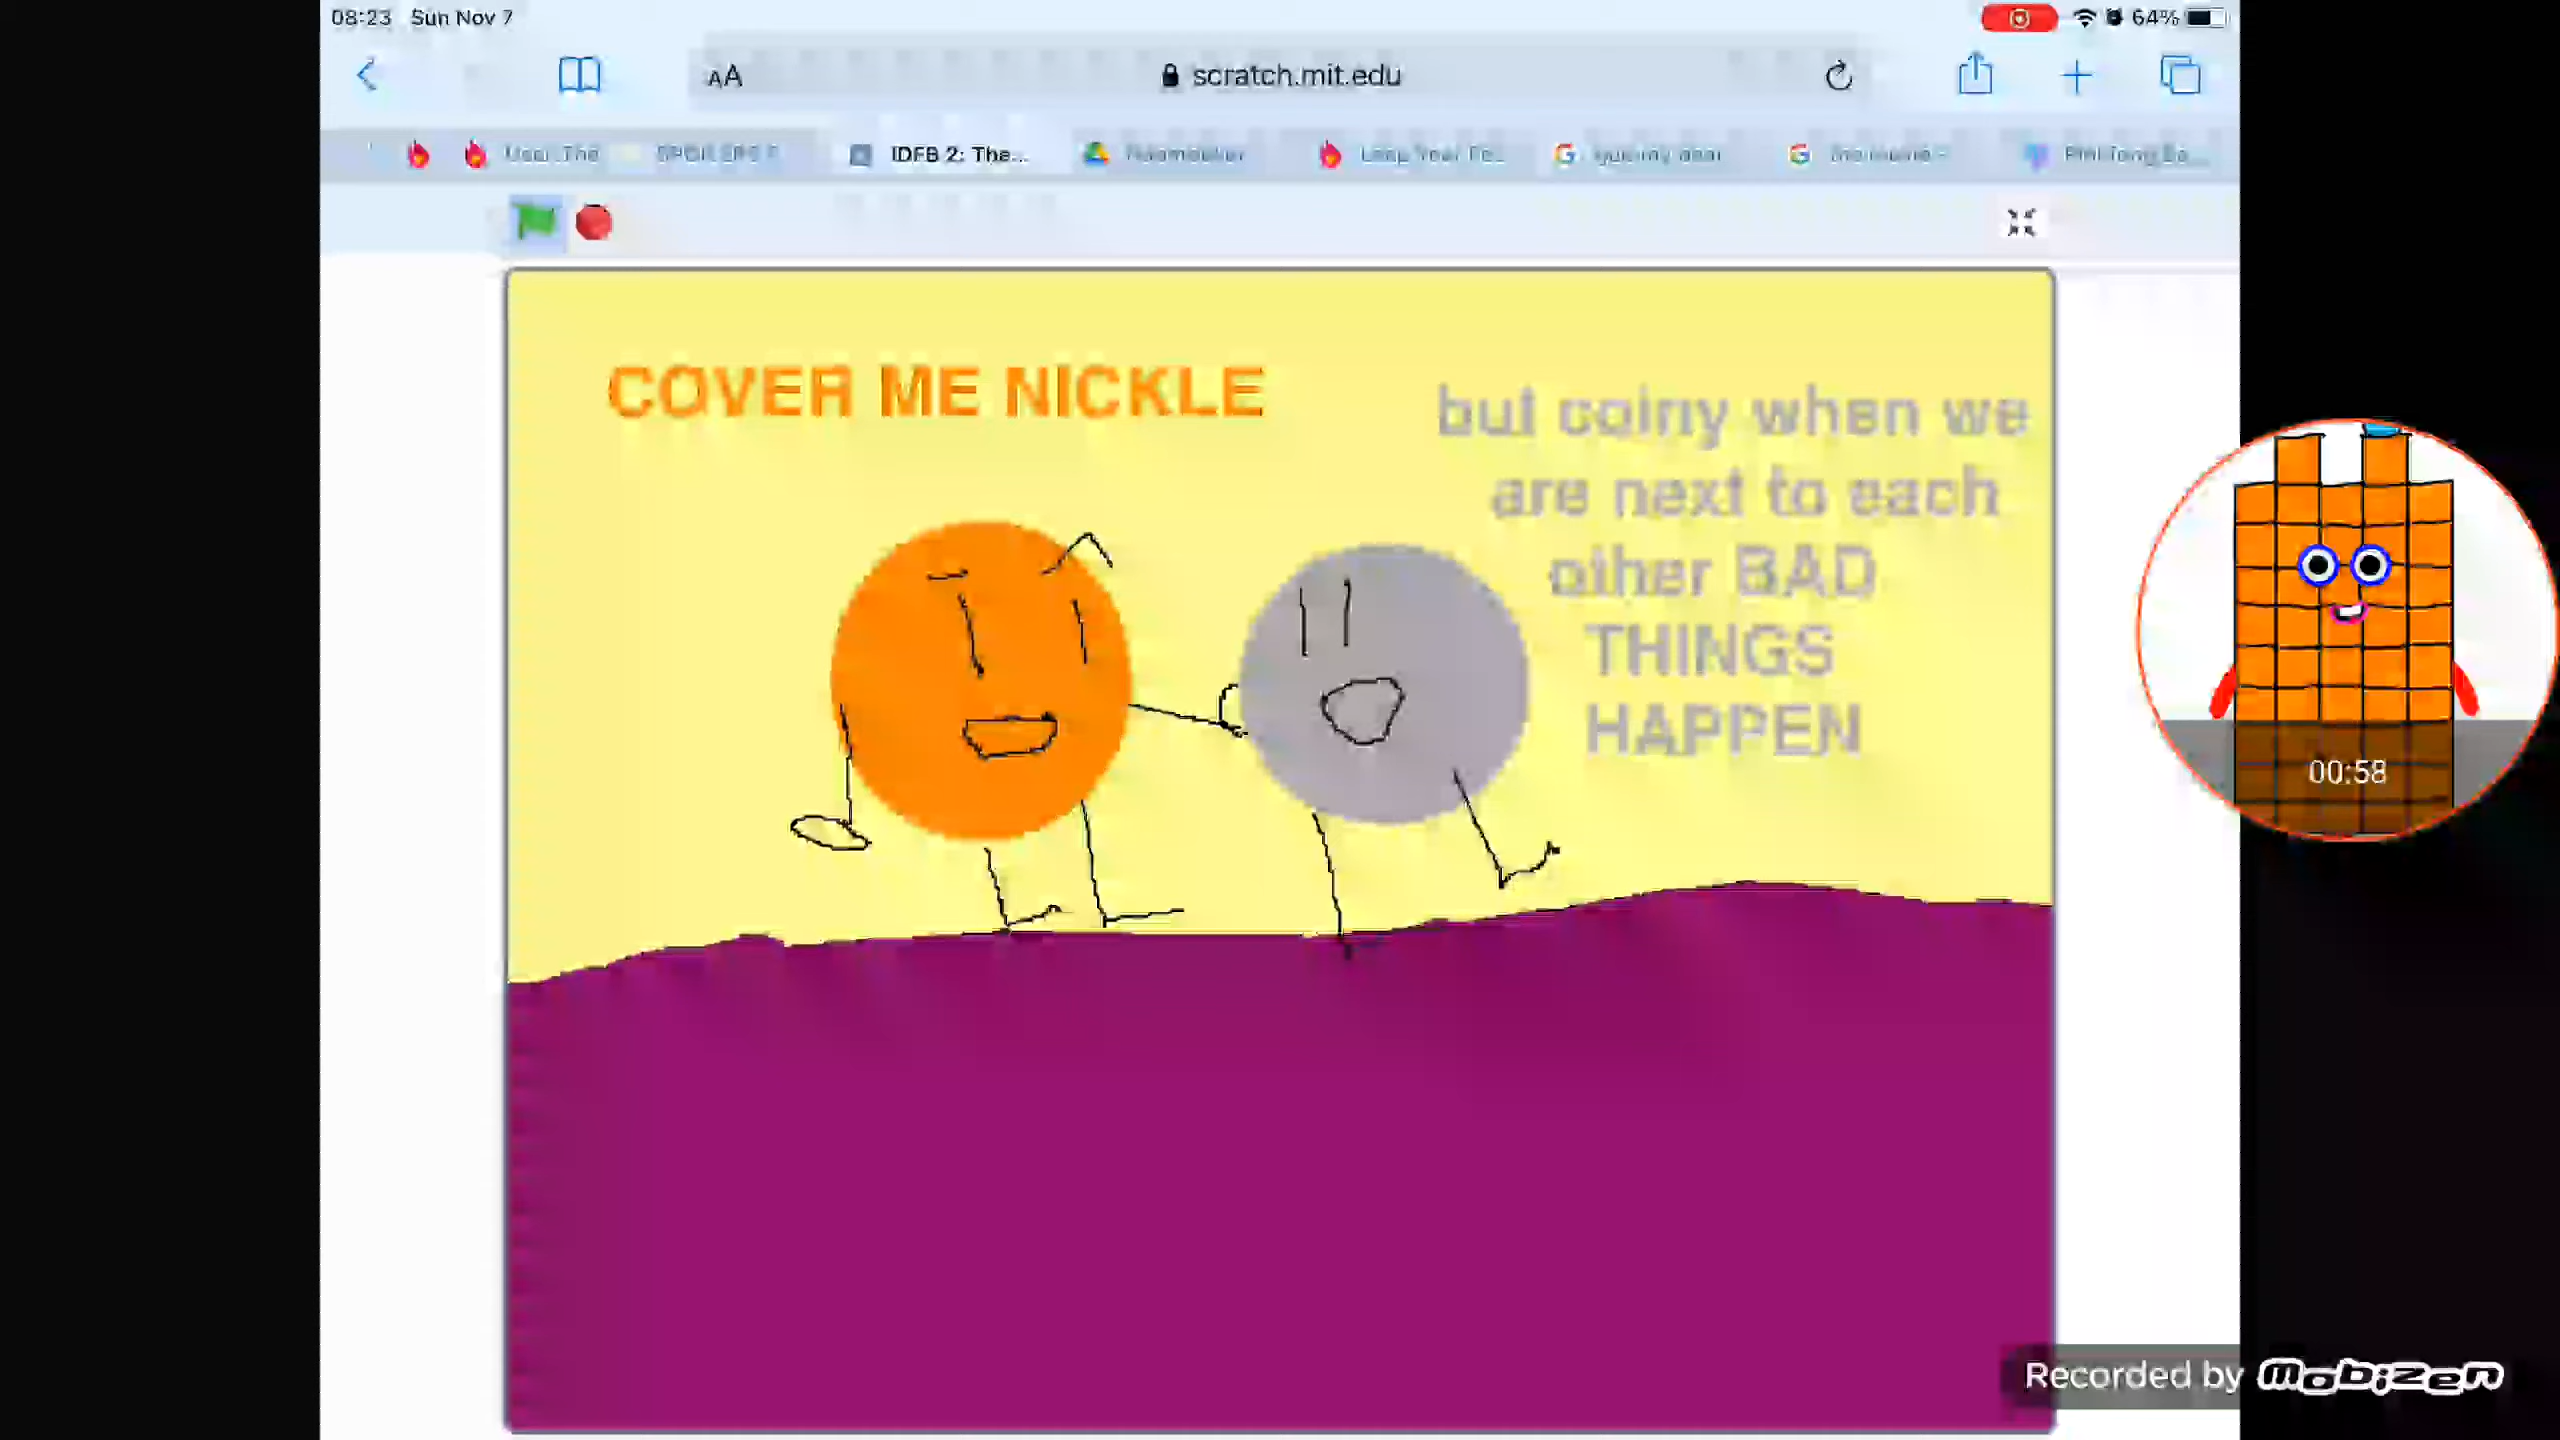 08:23 Sun Nov 7
64%
AA
scratch.mit.edu
IDFB 2: The...
COVER ME NICKLE
but coiny when we
are next to each
other BAD
THINGS
HAPPEN
00:58
Recorded by mobizen